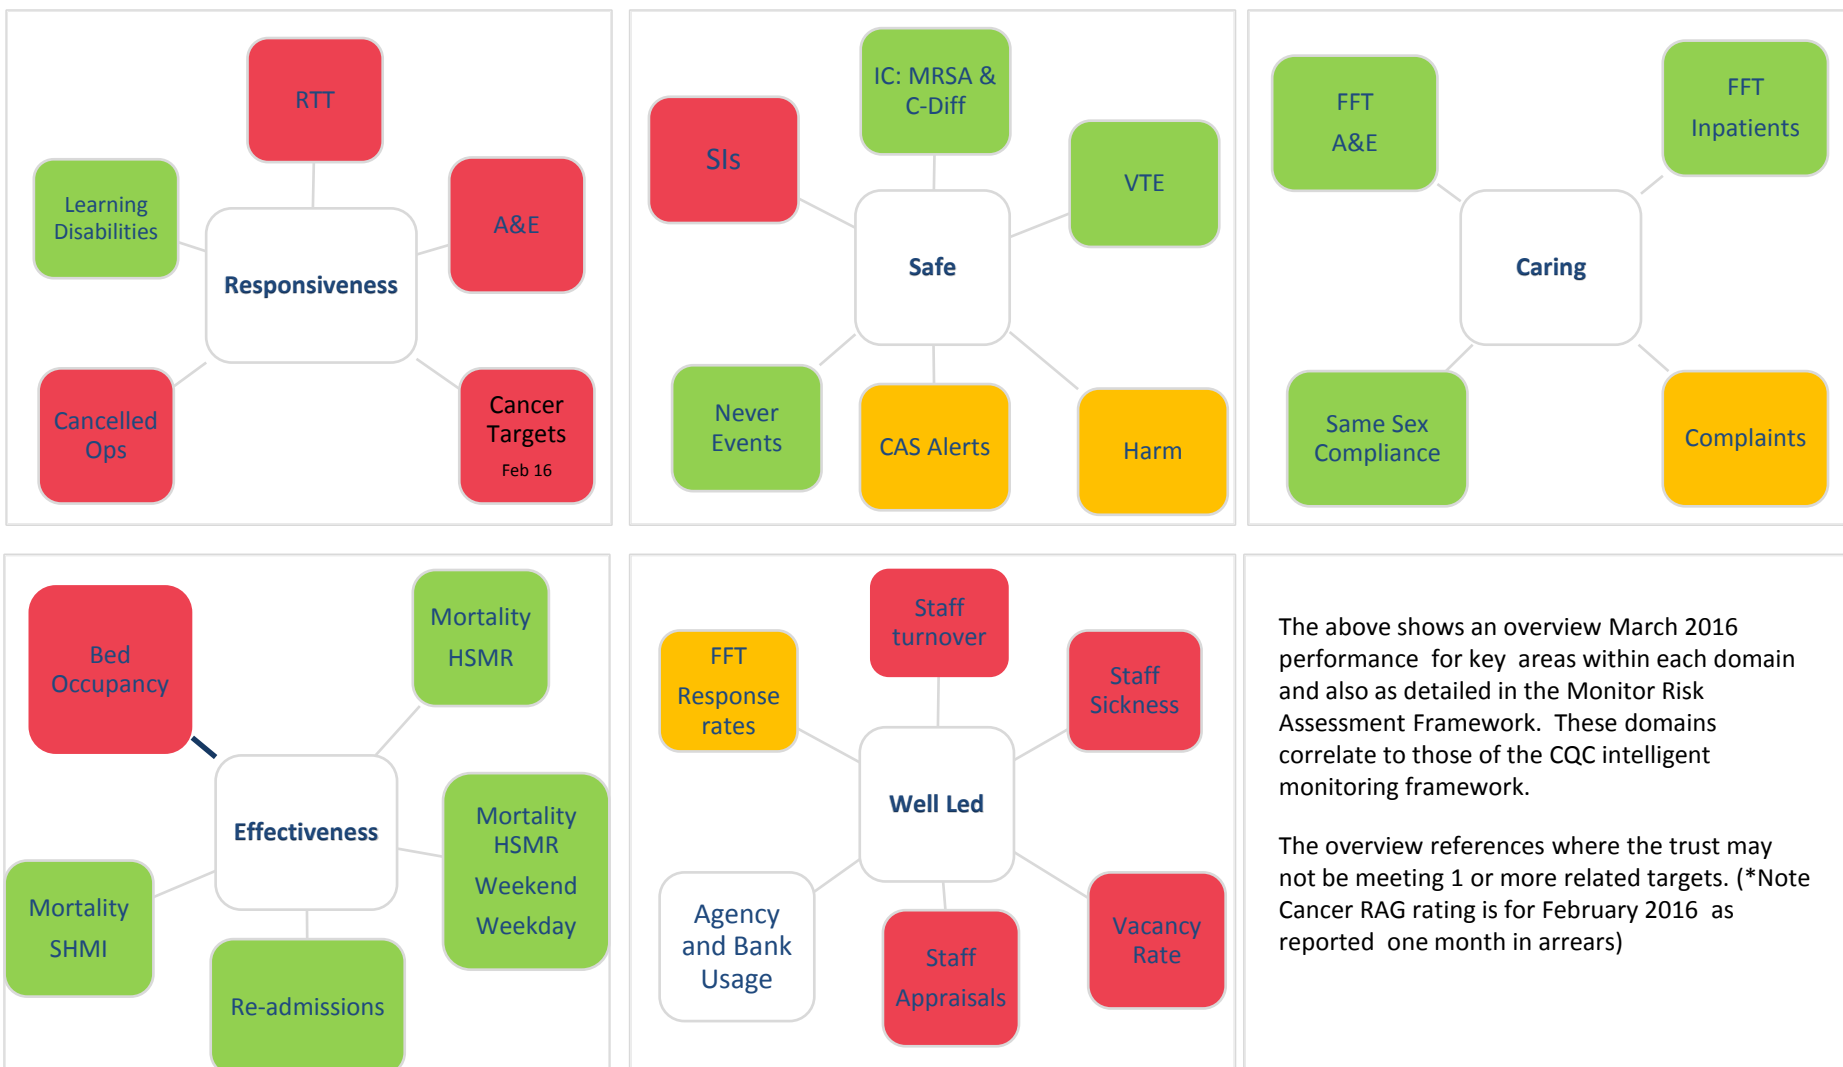 RTT
Learning
Disabilities
A&E
Responsiveness
Cancelled
Ops
Cancer
Targets
Feb 16
IC: MRSA &
C-Diff
SIs
VTE
Safe
Never
Events
CAS Alerts
Harm
FFT
A&E
FFT
Inpatients
Caring
Same Sex
Compliance
Complaints
Bed
Occupancy
Mortality
HSMR
Effectiveness
Mortality
HSMR
Weekend
Weekday
Mortality
SHMI
Re-admissions
Staff
turnover
FFT
Response
rates
Staff
Sickness
Well Led
Agency
and Bank
Usage
Staff
Appraisals
Vacancy
Rate
The above shows an overview March 2016
performance  for key  areas within each domain
and also as detailed in the Monitor Risk
Assessment Framework.  These domains
correlate to those of the CQC intelligent
monitoring framework.
The overview references where the trust may
not be meeting 1 or more related targets. (*Note
Cancer RAG rating is for February 2016  as
reported  one month in arrears)